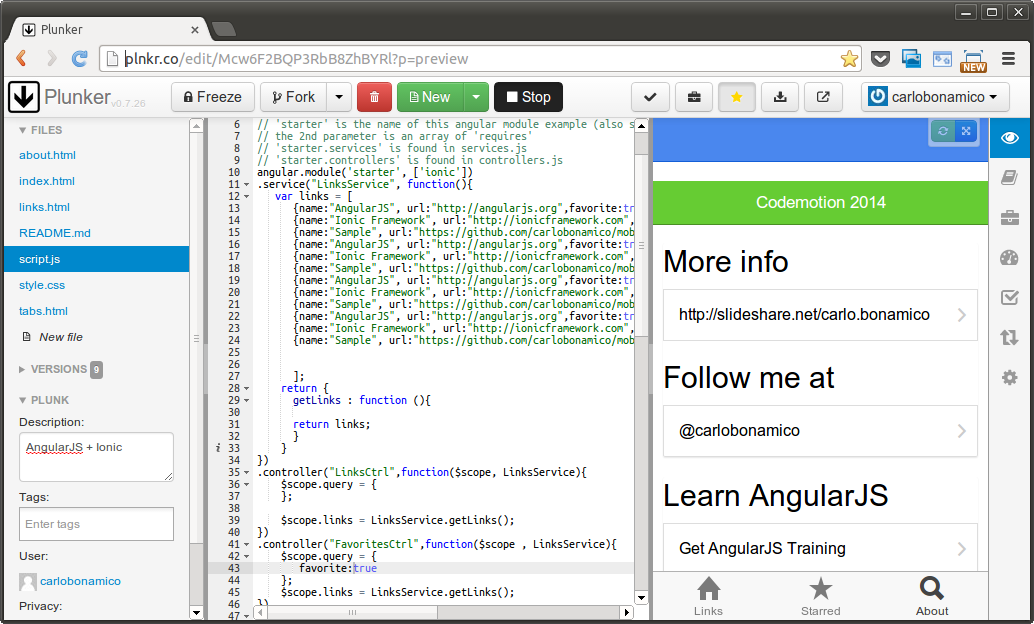 Plunker
plnkr.co/edit/Mcw6F2BQP3RbB8ZhBYRl?p=preview
NEW
Plunker v0.7.26
Freeze
Fork
New
Stop
carlobonamico
FILES
about.html
index.html
links.html
README.md
script.js
style.css
tabs.html
New file
VERSIONS 9
PLUNK
Description:
AngularJS + Ionic
Tags:
Enter tags
User:
carlobonamico
Privacy:
6 // 'starter' is the name of this angular module example (also s
7 // the 2nd parameter is an array of 'requires'
8 // 'starter.services' is found in services.js
9 // 'starter.controllers' is found in controllers.js
10 angular.module('starter', ['ionic'])
11 .service("LinksService", function(){
12 var links = [
13 {name:"AngularJS", url:"http://angularjs.org",favorite:tr
14 {name:"Ionic Framework", url:"http://ionicframework.com",
15 {name:"Sample", url:"https://github.com/carlobonamico/mob
16 {name:"AngularJS", url:"http://angularjs.org",favorite:tr
17 {name:"Ionic Framework", url:"http://ionicframework.com",
18 {name:"Sample", url:"https://github.com/carlobonamico/mob
19 {name:"AngularJS", url:"http://angularjs.org",favorite:tr
20 {name:"Ionic Framework", url:"http://ionicframework.com",
21 {name:"Sample", url:"https://github.com/carlobonamico/mob
22 {name:"AngularJS", url:"http://angularjs.org",favorite:tr
23 {name:"Ionic Framework", url:"http://ionicframework.com",
24 {name:"Sample", url:"https://github.com/carlobonamico/mob
25
26
27 ];
28 return {
29 getLinks : function (){
30
31 return links;
32 }
i 33 }
34 })
35 .controller("LinksCtrl",function($scope, LinksService){
36 $scope.query = {
37 };
38
39 $scope.links = LinksService.getLinks();
40 })
41 .controller("FavoritesCtrl",function($scope , LinksService){
42 $scope.query = {
43 favorite:true
44 };
45 $scope.links = LinksService.getLinks();
46 })
47
Codemotion 2014
More info
http://slideshare.net/carlo.bonamico
Follow me at
@carlobonamico
Learn AngularJS
Get AngularJS Training
Links
Starred
About